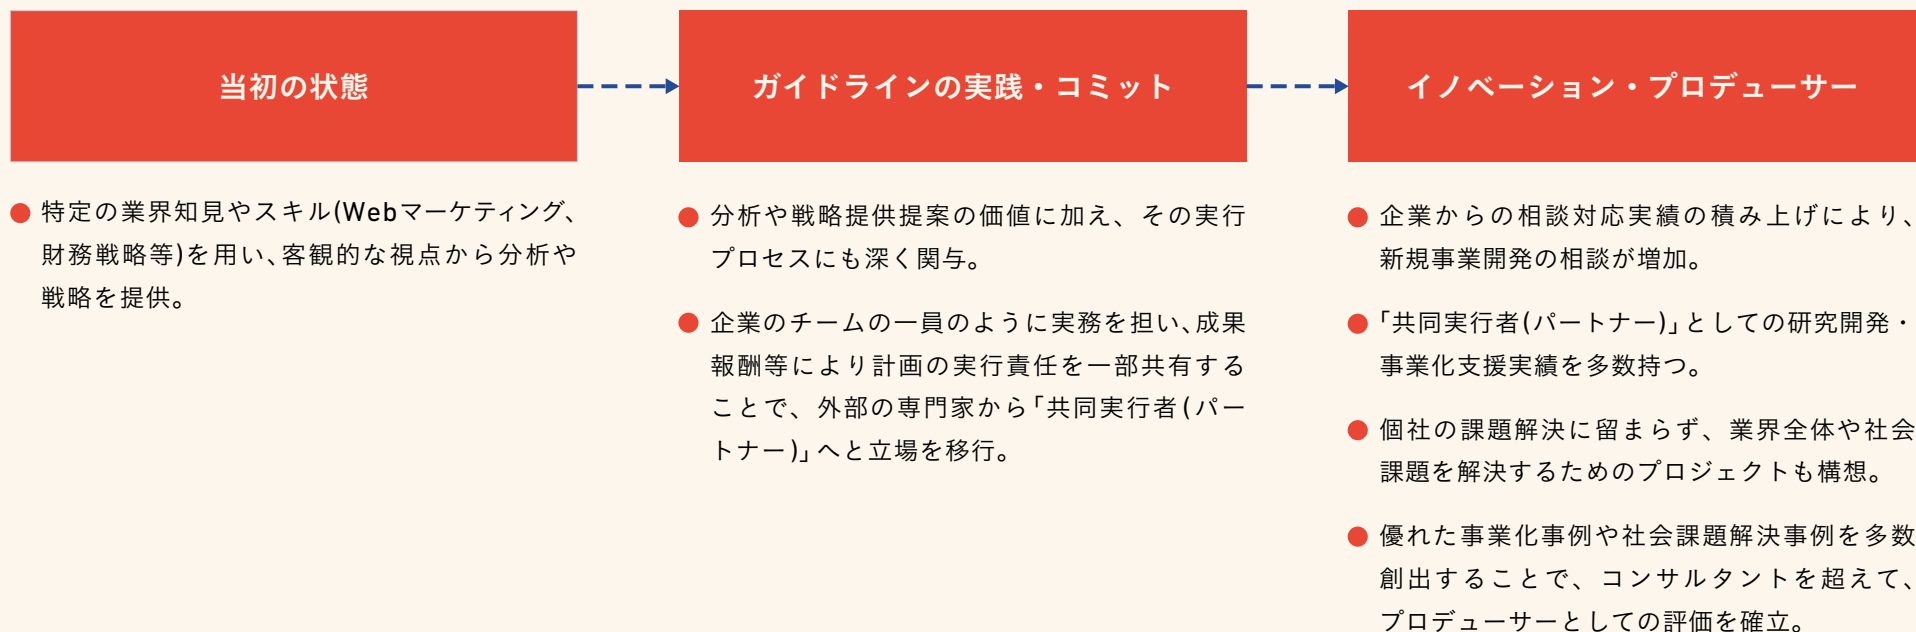 当初の状態
ガイドラインの実践・コミット
イノベーション・プロデューサー
● 特定の業界知見やスキル(Webマーケティング、
財務戦略等)を用い、客観的な視点から分析や
戦略を提供。
● 分析や戦略提供提案の価値に加え、その実行
プロセスにも深く関与。
● 企業のチームの一員のように実務を担い、成果
報酬等により計画の実行責任を一部共有する
ことで、外部の専門家から「共同実行者(パー
トナー)」へと立場を移行。
● 企業からの相談対応実績の積み上げにより、
新規事業開発の相談が増加。
● 「共同実行者(パートナー)」としての研究開発・
事業化支援実績を多数持つ。
● 個社の課題解決に留まらず、業界全体や社会
課題を解決するためのプロジェクトも構想。
● 優れた事業化事例や社会課題解決事例を多数
創出することで、コンサルタントを超えて、
プロデューサーとしての評価を確立。